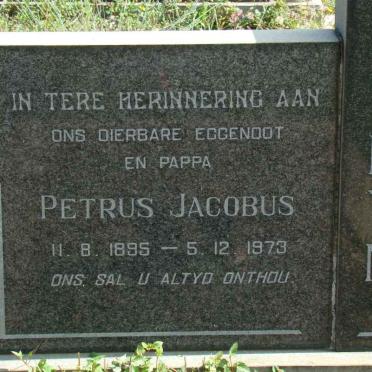 IN TERE HERINNERING AAN
ONS DIERBARE EGGENOOT
EN PAPPA
PETRUS JACOBUS
11. 8. 1895 — 5. 12. 1973
ONS SAL U ALTYD ONTHOU